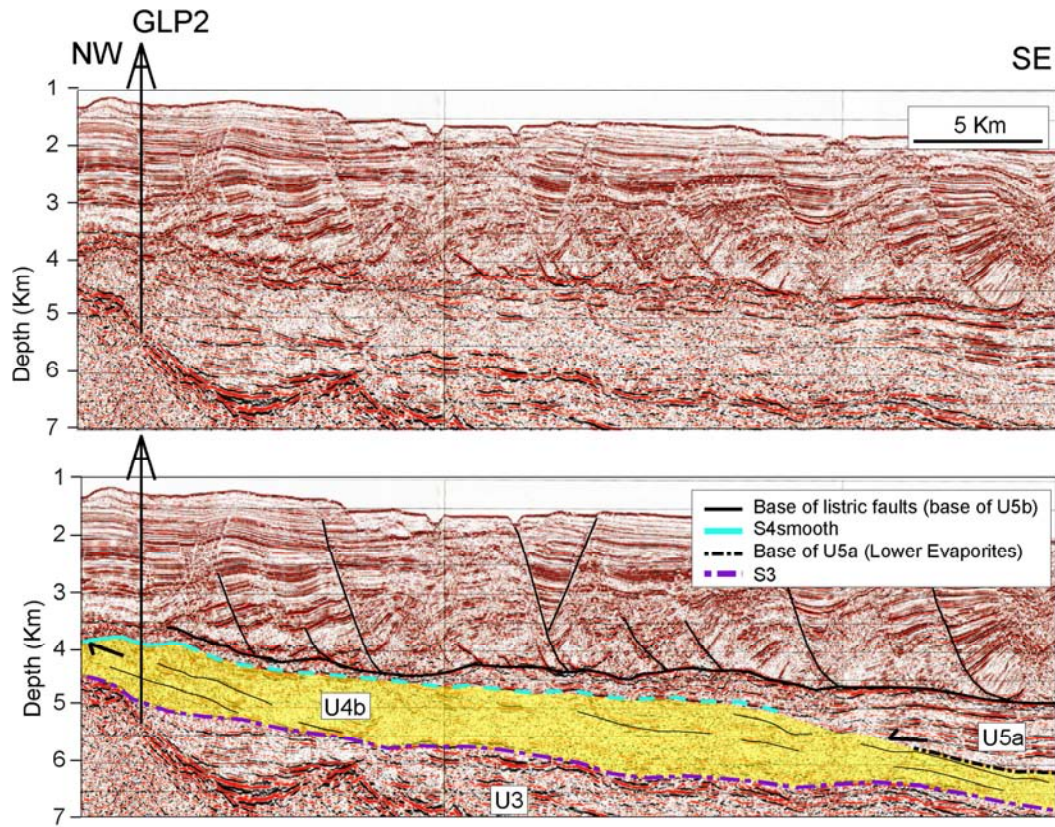 GLP2
NW
SE
1
2
3
4
5
6
7
Depth (Km)
5 Km
1
2
3
4
5
6
7
Depth (Km)
Base of listric faults (base of U5b)
S4smooth
Base of U5a (Lower Evaporites)
S3
U4b
U5a
U3